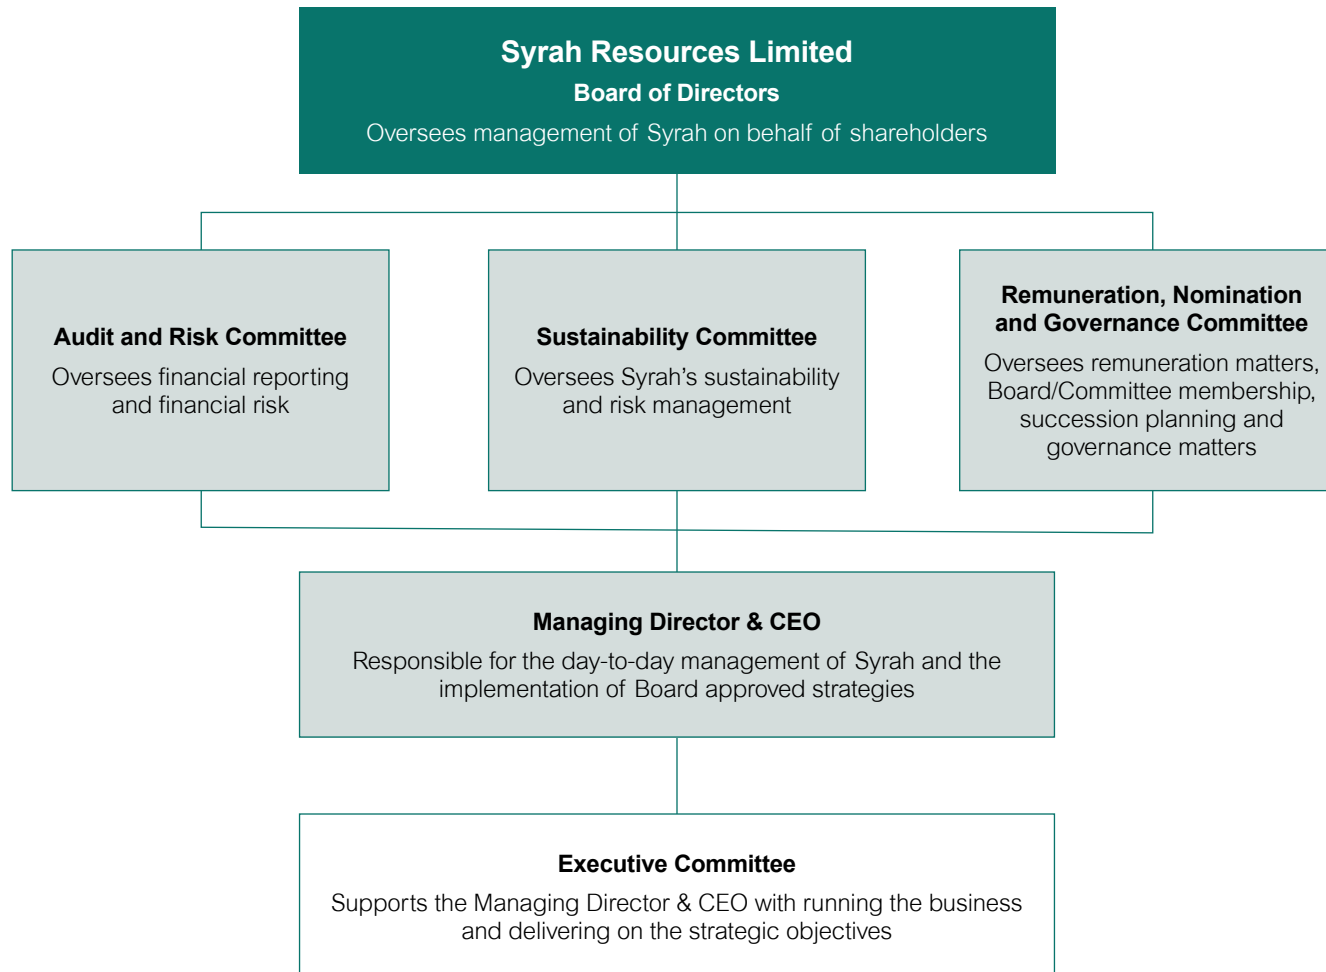 Syrah Resources Limited
Board of Directors
Oversees management of Syrah on behalf of shareholders
Audit and Risk Committee
Oversees financial reporting
and financial risk
Sustainability Committee
Oversees Syrah’s sustainability
and risk management
Remuneration, Nomination
and Governance Committee
Oversees remuneration matters,
Board/Committee membership,
succession planning and
governance matters
Managing Director & CEO
Responsible for the day-to-day management of Syrah and the
implementation of Board approved strategies
Executive Committee
Supports the Managing Director & CEO with running the business
and delivering on the strategic objectives